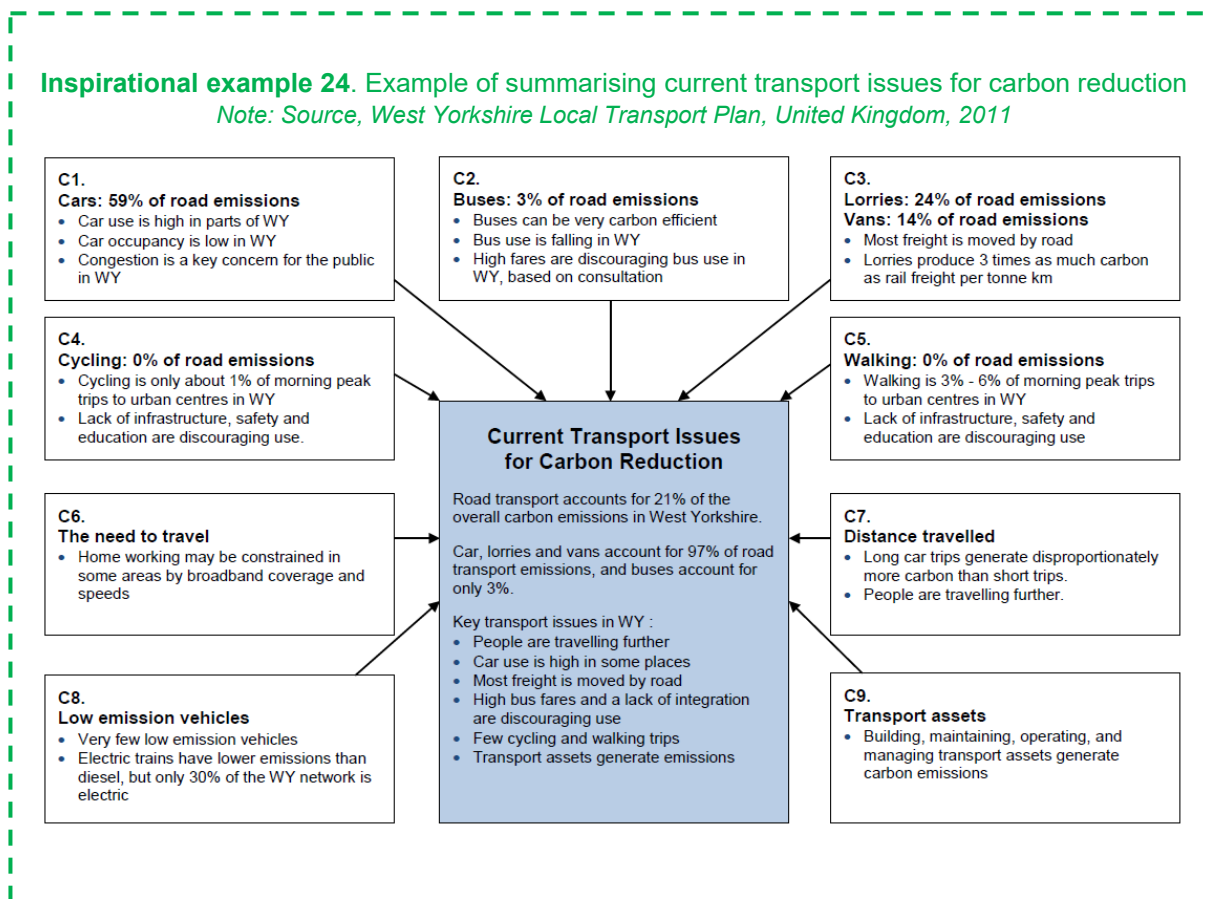 Inspirational example 24. Example of summarising current transport issues for carbon reduction
Note: Source, West Yorkshire Local Transport Plan, United Kingdom, 2011
C1.
Cars: 59% of road emissions
• Car use is high in parts of WY
• Car occupancy is low in WY
• Congestion is a key concern for the public
in WY
C2.
Buses: 3% of road emissions
• Buses can be very carbon efficient
• Bus use is falling in WY
• High fares are discouraging bus use in
WY, based on consultation
C3.
Lorries: 24% of road emissions
Vans: 14% of road emissions
• Most freight is moved by road
• Lorries produce 3 times as much carbon
as rail freight per tonne km
C4.
Cycling: 0% of road emissions
• Cycling is only about 1% of morning peak
trips to urban centres in WY
• Lack of infrastructure, safety and
education are discouraging use.
C5.
Walking: 0% of road emissions
• Walking is 3% - 6% of morning peak trips
to urban centres in WY
• Lack of infrastructure, safety and
education are discouraging use
Current Transport Issues
for Carbon Reduction
Road transport accounts for 21% of the
overall carbon emissions in West Yorkshire.
Car, lorries and vans account for 97% of road
transport emissions, and buses account for
only 3%.
Key transport issues in WY :
• People are travelling further
• Car use is high in some places
• Most freight is moved by road
• High bus fares and a lack of integration
are discouraging use
• Few cycling and walking trips
• Transport assets generate emissions
C6.
The need to travel
• Home working may be constrained in
some areas by broadband coverage and
speeds
C7.
Distance travelled
• Long car trips generate disproportionately
more carbon than short trips.
• People are travelling further.
C8.
Low emission vehicles
• Very few low emission vehicles
• Electric trains have lower emissions than
diesel, but only 30% of the WY network is
electric
C9.
Transport assets
• Building, maintaining, operating, and
managing transport assets generate
carbon emissions